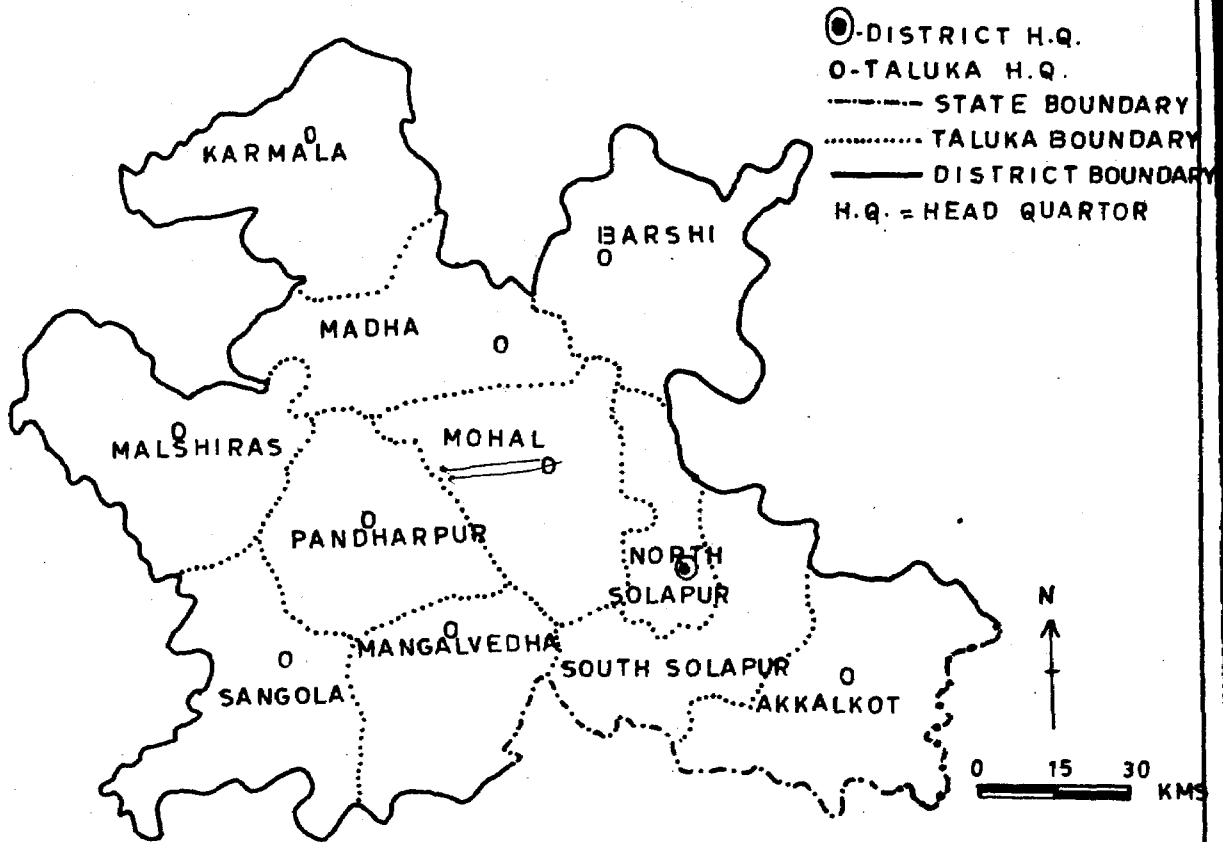 -DISTRICT H.Q.
O-TALUKA H.Q.
STATE BOUNDARY
TALUKA BOUNDARY
DISTRICT BOUNDARY
H.Q. = HEAD QUARTOR
KARMALA
BARSHI
MADHA
MALSHIRAS
MOHAL
PANDHARPUR
NORTH
SOLAPUR
MANGALVEDHA
SOUTH SOLAPUR
SANGOLA
AKKALKOT
N
0 15 30
KMS